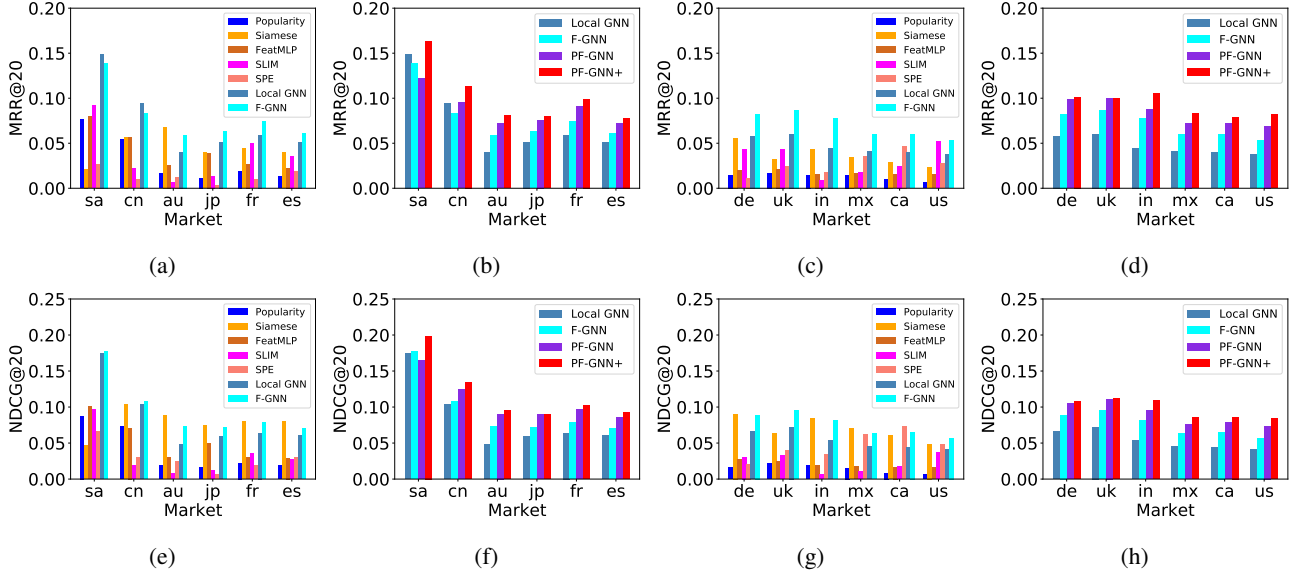 0.20
0.15
0.10
0.05
0.00
MRR@20
Popularity
Siamese
FeatMLP
SLIM
SPE
Local GNN
F-GNN
sa cn au jp fr es
Market
(a)
0.20
0.15
0.10
0.05
0.00
MRR@20
Local GNN
F-GNN
PF-GNN
PF-GNN+
sa cn au jp fr es
Market
(b)
0.20
0.15
0.10
0.05
0.00
MRR@20
Popularity
Siamese
FeatMLP
SLIM
SPE
Local GNN
F-GNN
de uk in mx ca us
Market
(c)
0.20
0.15
0.10
0.05
0.00
MRR@20
Local GNN
F-GNN
PF-GNN
PF-GNN+
de uk in mx ca us
Market
(d)
0.25
0.20
0.15
0.10
0.05
0.00
NDCG@20
Popularity
Siamese
FeatMLP
SLIM
SPE
Local GNN
F-GNN
sa cn au jp fr es
Market
(e)
0.25
0.20
0.15
0.10
0.05
0.00
NDCG@20
Local GNN
F-GNN
PF-GNN
PF-GNN+
sa cn au jp fr es
Market
(f)
0.25
0.20
0.15
0.10
0.05
0.00
NDCG@20
Popularity
Siamese
FeatMLP
SLIM
SPE
Local GNN
F-GNN
de uk in mx ca us
Market
(g)
0.25
0.20
0.15
0.10
0.05
0.00
NDCG@20
Local GNN
F-GNN
PF-GNN
PF-GNN+
de uk in mx ca us
Market
(h)